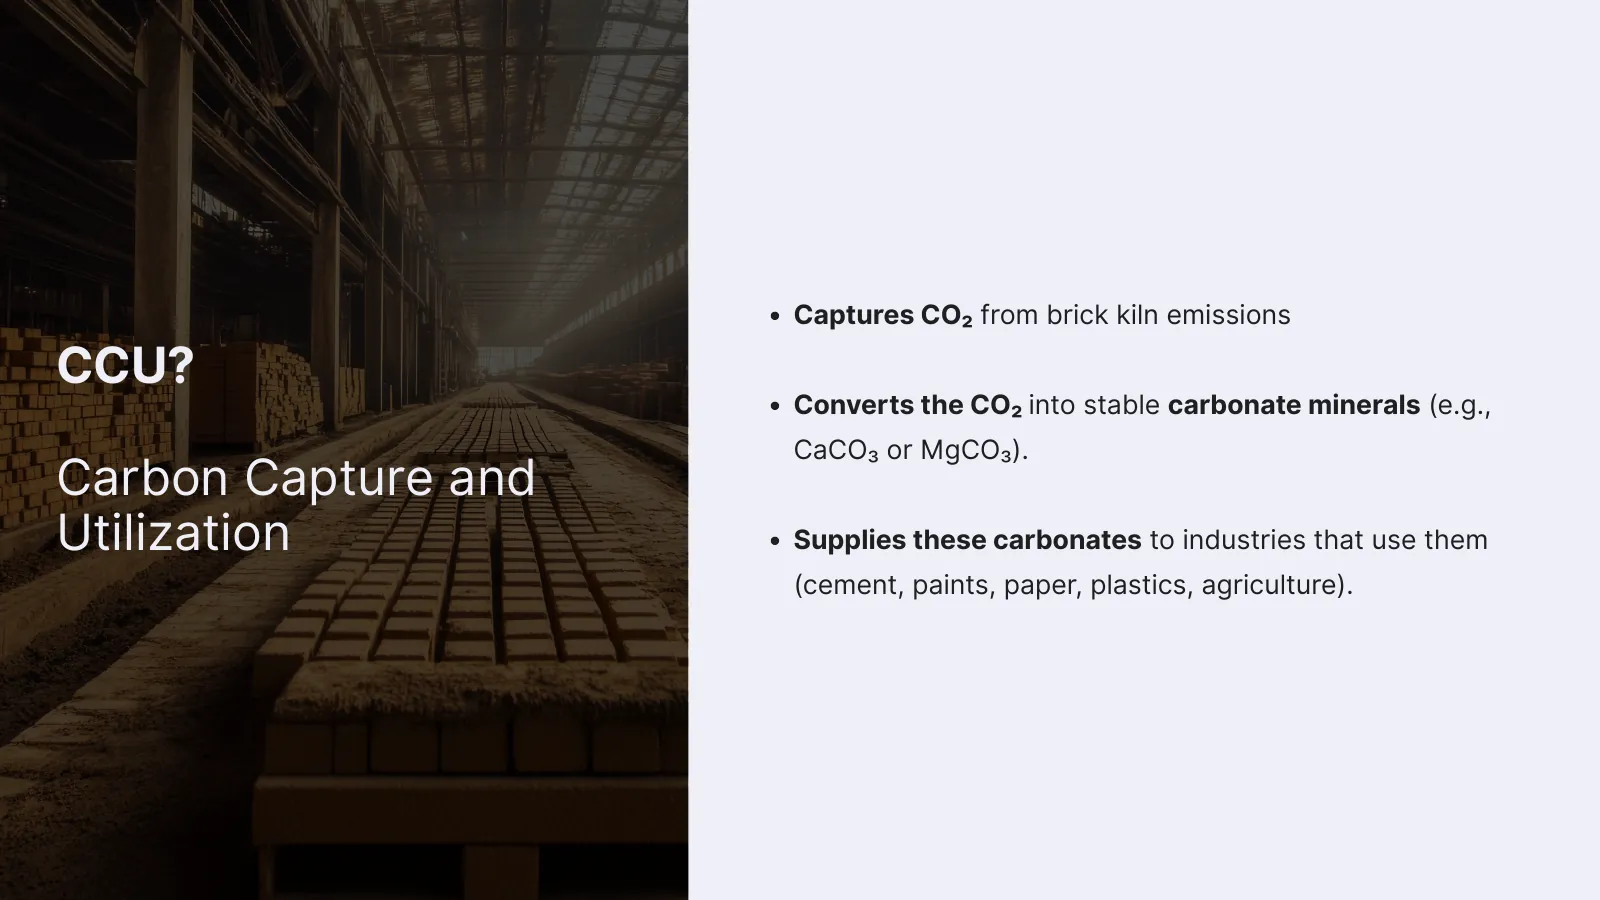 CCU?
Carbon Capture and
Utilization
• Captures CO₂ from brick kiln emissions
• Converts the CO₂ into stable carbonate minerals (e.g.,
CaCO₃ or MgCO₃).
• Supplies these carbonates to industries that use them
(cement, paints, paper, plastics, agriculture).